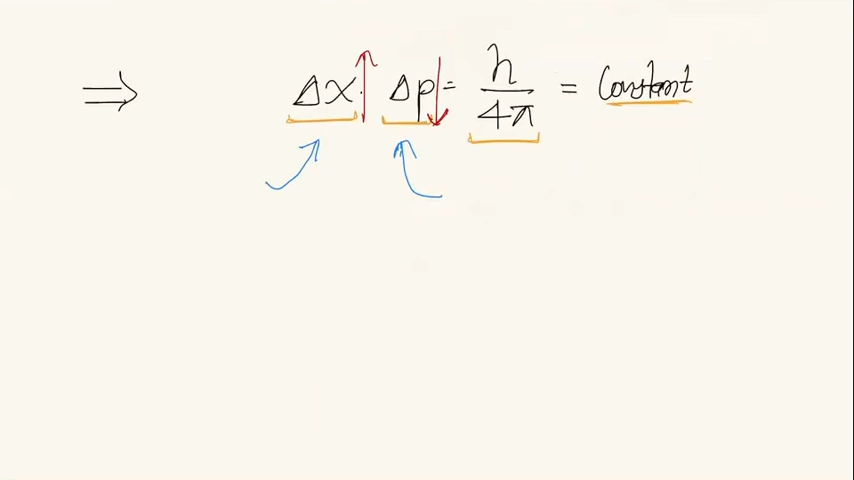 ⇒ Δx · Δp = h/4π = Constant